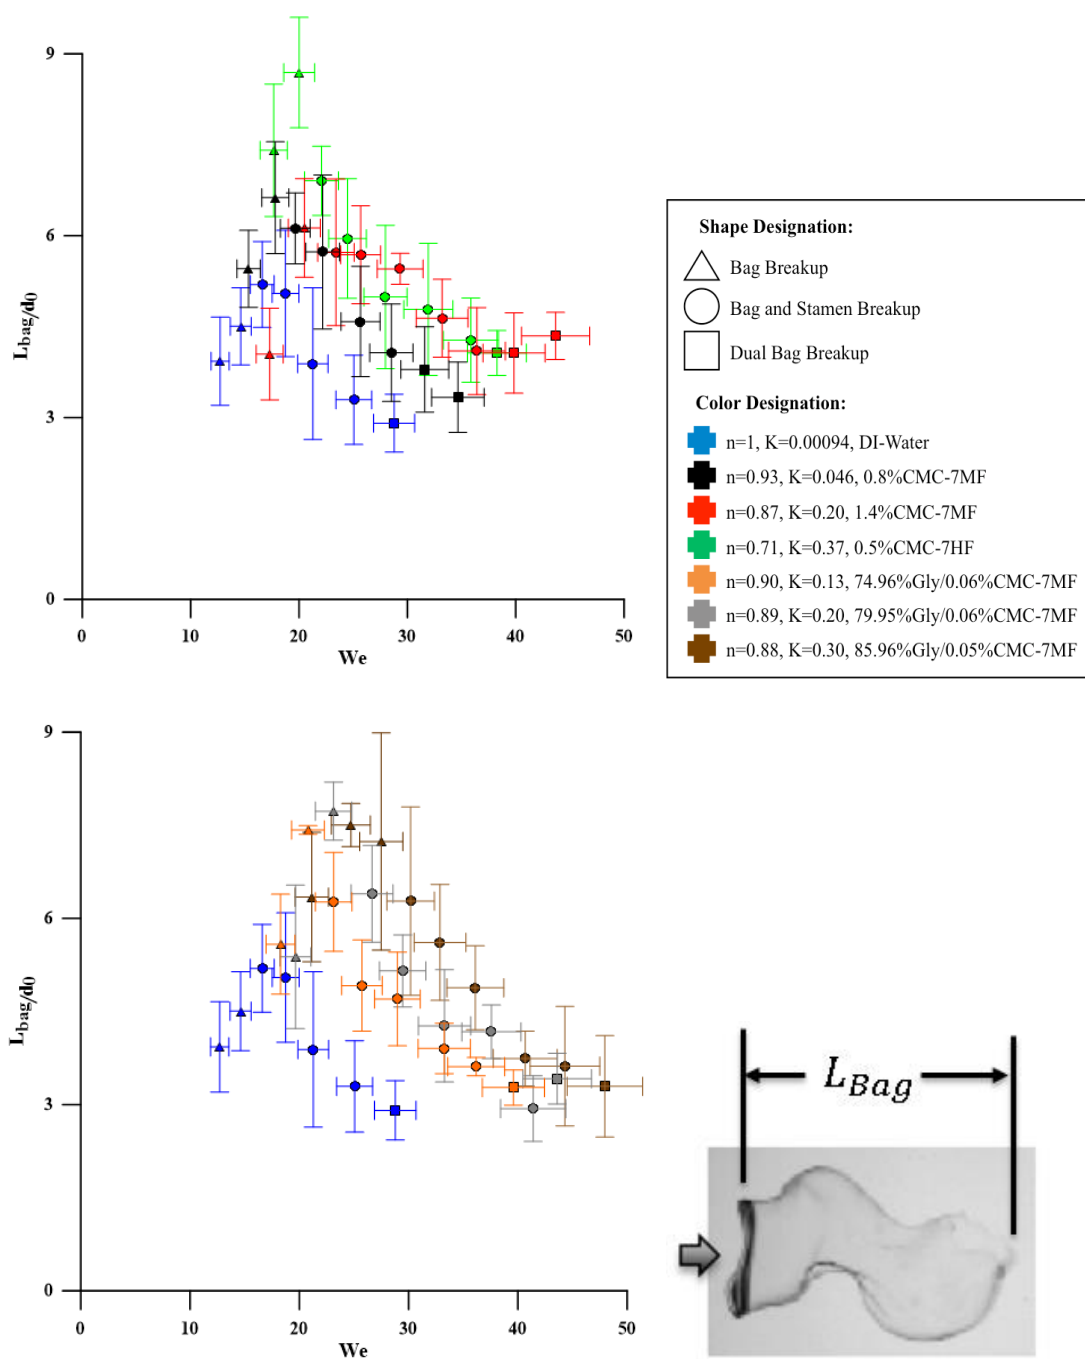 9
6
3
0
Lbag/d0
0
10
20
30
40
50
We
Shape Designation:
Bag Breakup
Bag and Stamen Breakup
Dual Bag Breakup
Color Designation:
n=1, K=0.00094, DI-Water
n=0.93, K=0.046, 0.8%CMC-7MF
n=0.87, K=0.20, 1.4%CMC-7MF
n=0.71, K=0.37, 0.5%CMC-7HF
n=0.90, K=0.13, 74.96%Gly/0.06%CMC-7MF
n=0.89, K=0.20, 79.95%Gly/0.06%CMC-7MF
n=0.88, K=0.30, 85.96%Gly/0.05%CMC-7MF
9
6
3
0
Lbag/d0
0
10
20
30
40
50
We
LBag